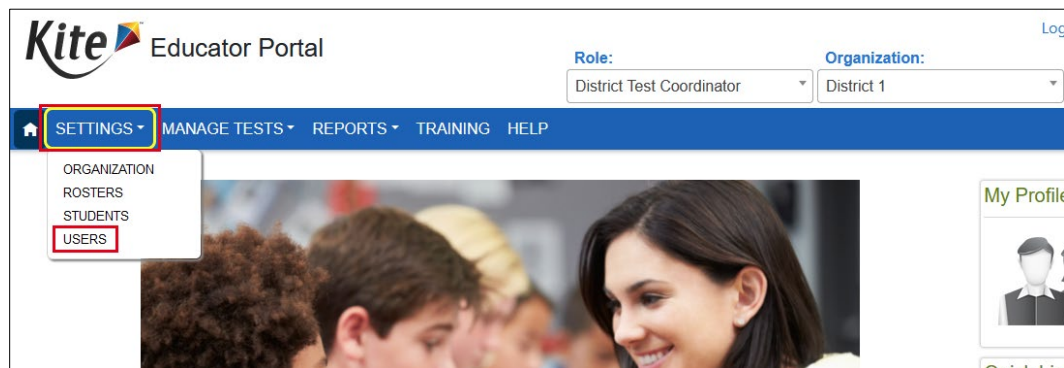 Kite Educator Portal
Log
Role:
Organization:
District Test Coordinator
District 1
SETTINGS MANAGE TESTS REPORTS TRAINING HELP
ORGANIZATION
ROSTERS
STUDENTS
USERS
My Profile